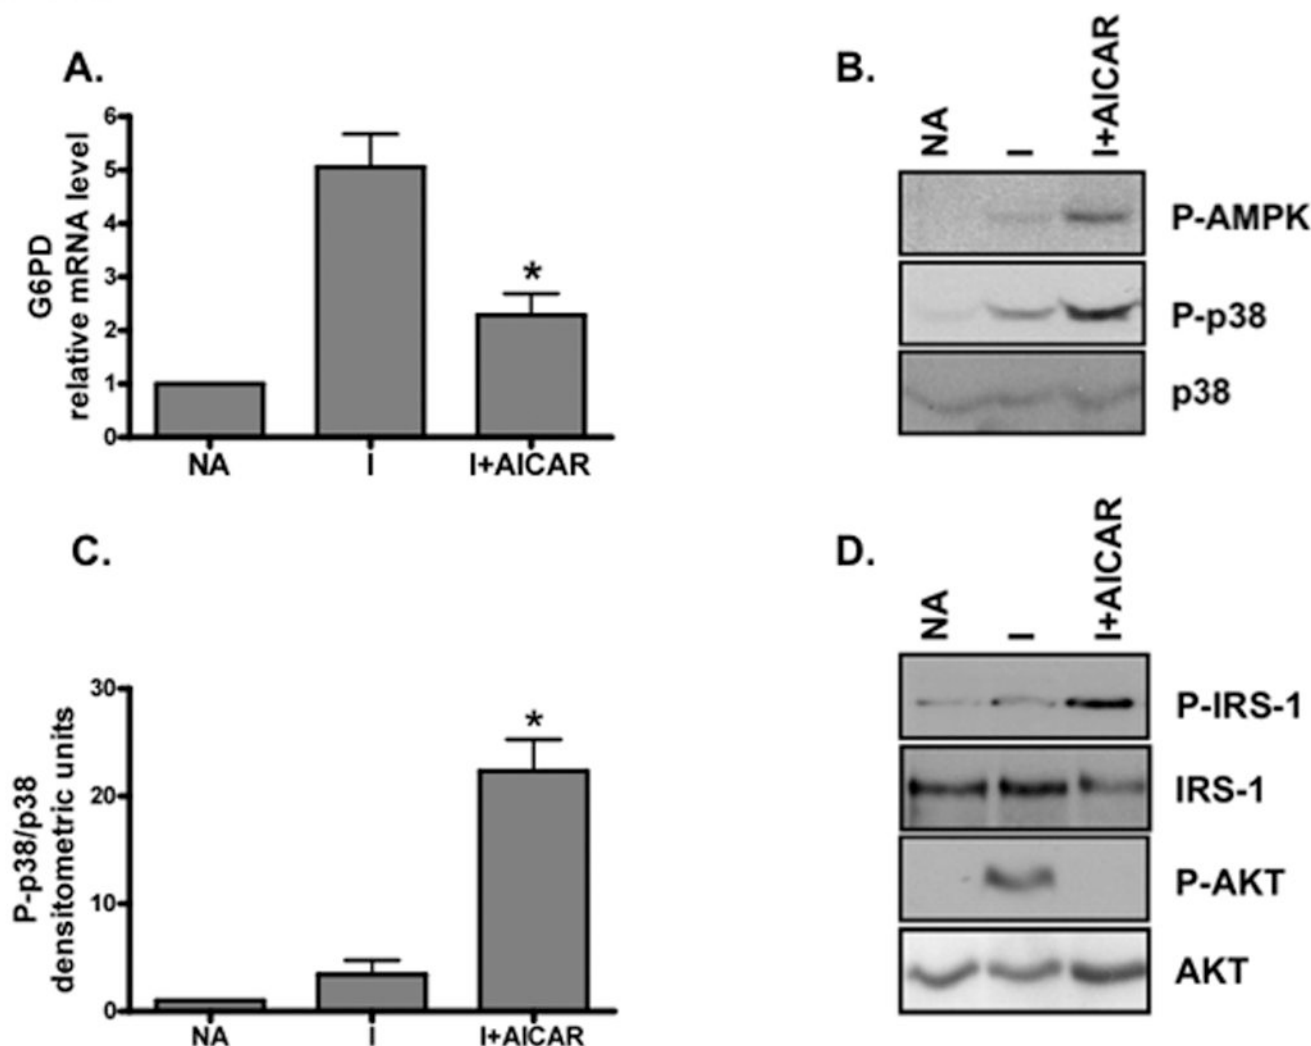 A.
G6PD
relative mRNA level
6
5
4
3
2
1
0
*
NA
I
I+AICAR
B.
NA
I
I+AICAR
P-AMPK
P-p38
p38
C.
P-p38/p38
densitometric units
30
20
10
0
*
NA
I
I+AICAR
D.
NA
I
I+AICAR
P-IRS-1
IRS-1
P-AKT
AKT